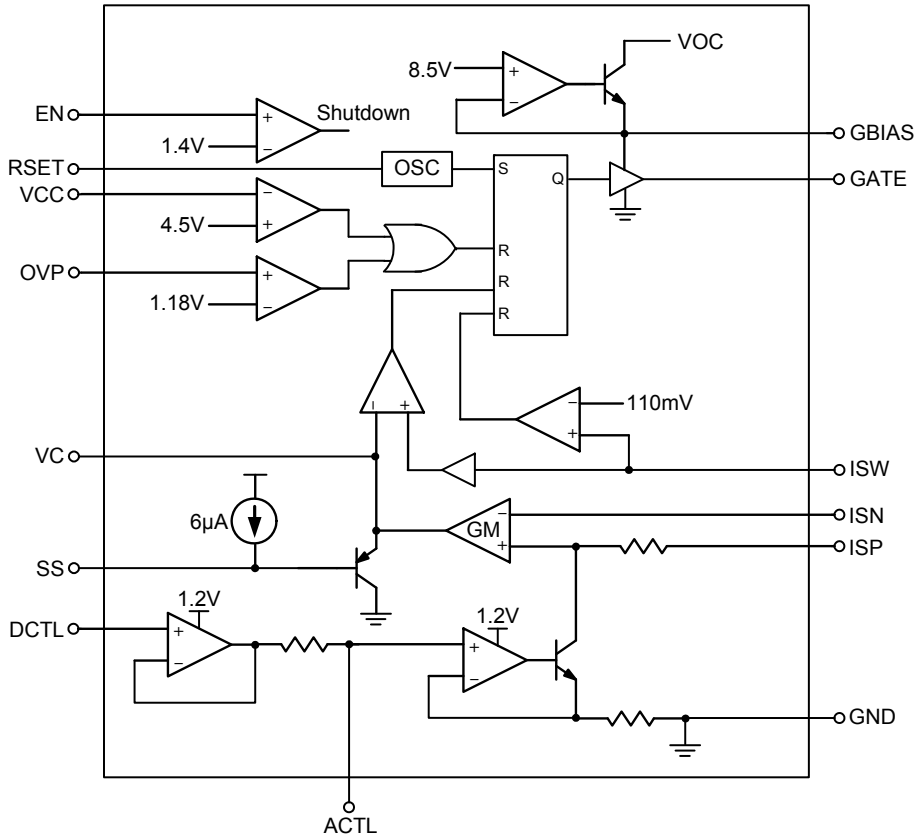 VOC
8.5V
+
−
EN
+
Shutdown
1.4V
−
GBIAS
RSET
OSC
S
Q
GATE
VCC
−
4.5V
+
R
OVP
+
1.18V
−
R
R
−
+
−
110mV
+
VC
ISW
6µA
−
GM
+
ISN
ISP
SS
1.2V
DCTL
+
−
1.2V
+
−
GND
ACTL